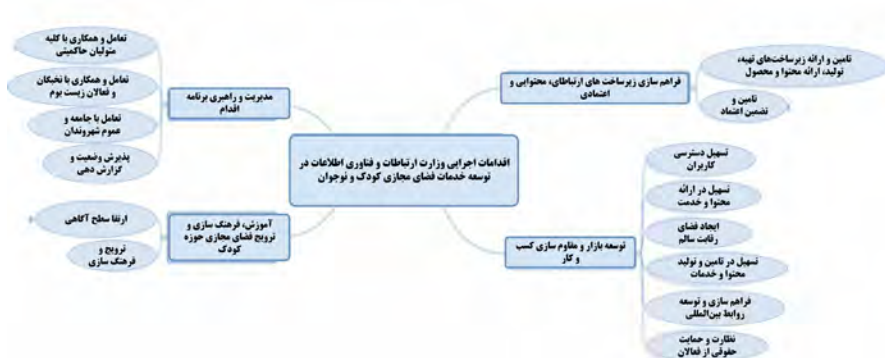 اقدامات اجرایی وزارت ارتباطات و فناوری اطلاعات در
توسعه خدمات فضای مجازی کودک و نوجوان
فراهم سازی زیرساخت های ارتباطای، محتوایی و
اعتمادی
تامین و ارائه زیرساخت‌های تهیه،
تولید، ارائه محتوا و محصول
تامین و
تضمین اعتماد
توسعه بازار و مقاوم سازی کسب
و کار
تسهیل دسترسی
کاربران
تسهیل در ارائه
محتوا و خدمت
ایجاد فضای
رقابت سالم
تسهیل در تامین و تولید
محتوا و خدمات
فراهم سازی و توسعه
روابط بین‌المللی
نظارت و حمایت
حقوقی از فعالان
مدیریت و راهبری برنامه
اقدام
تعامل و همکاری با کلیه
متولیان حاکمیتی
تعامل و همکاری با نخبگان
و فعالان زیست بوم
تعامل با جامعه و
عموم شهروندان
پذیرش وضعیت و
گزارش دهی
آموزش، فرهنگ سازی و
ترویج فضای مجازی حوزه
کودک
ارتقا سطح آگاهی
ترویج و
فرهنگ سازی